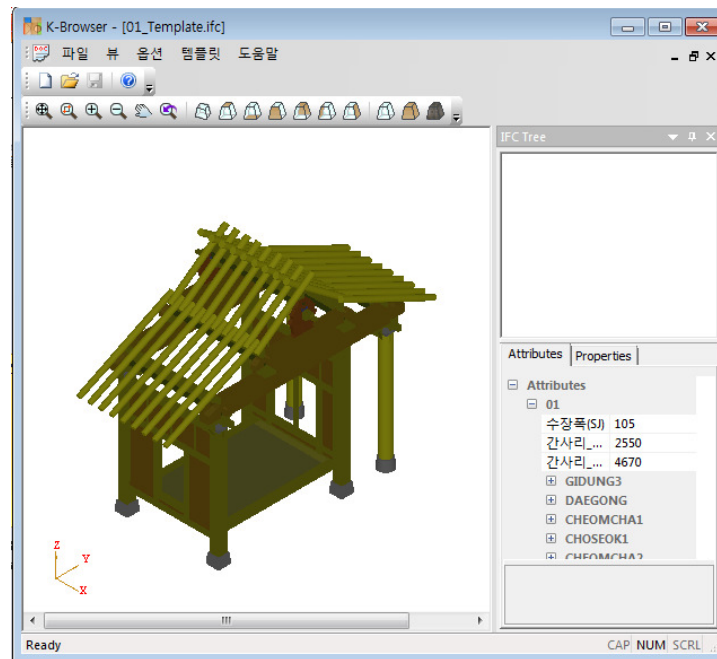 K-Browser - [01_Template.ifc]
파일 뷰 옵션 템플릿 도움말
IFC Tree
Attributes Properties
Attributes
01
수장폭(SJ) 105
간사리_... 2550
간사리_... 4670
GIDUNG3
DAEGONG
CHEOMCHA1
CHOSEOK1
CHEOMCHA2
Z
Y
X
Ready CAP NUM SCRL